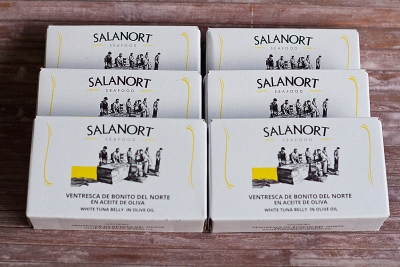 SALANORT
SEAFOOD
SALANORT
SEAFOOD
SALANORT
SEAFOOD
SALANORT
SEAFOOD
SALANORT
SEAFOOD
VENTRESCA DE BONITO DEL NORTE
EN ACEITE DE OLIVA
WHITE TUNA BELLY IN OLIVE OIL
SALANORT
SEAFOOD
VENTRESCA DE BONITO DEL NORTE
EN ACEITE DE OLIVA
WHITE TUNA BELLY IN OLIVE OIL